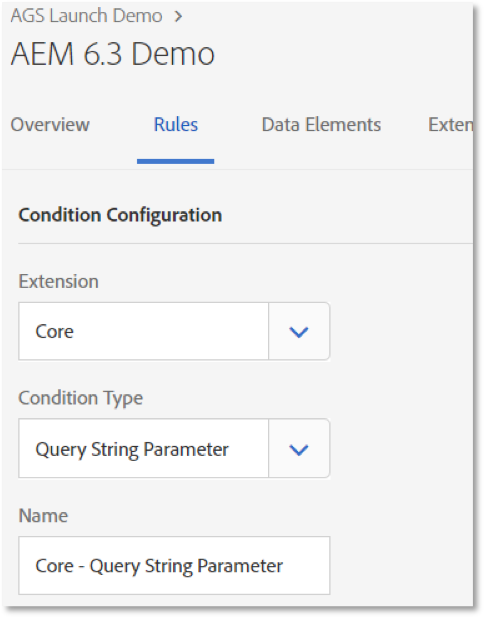 AGS Launch Demo >
AEM 6.3 Demo
Overview Rules Data Elements Exten
Condition Configuration
Extension
Core
Condition Type
Query String Parameter
Name
Core - Query String Parameter